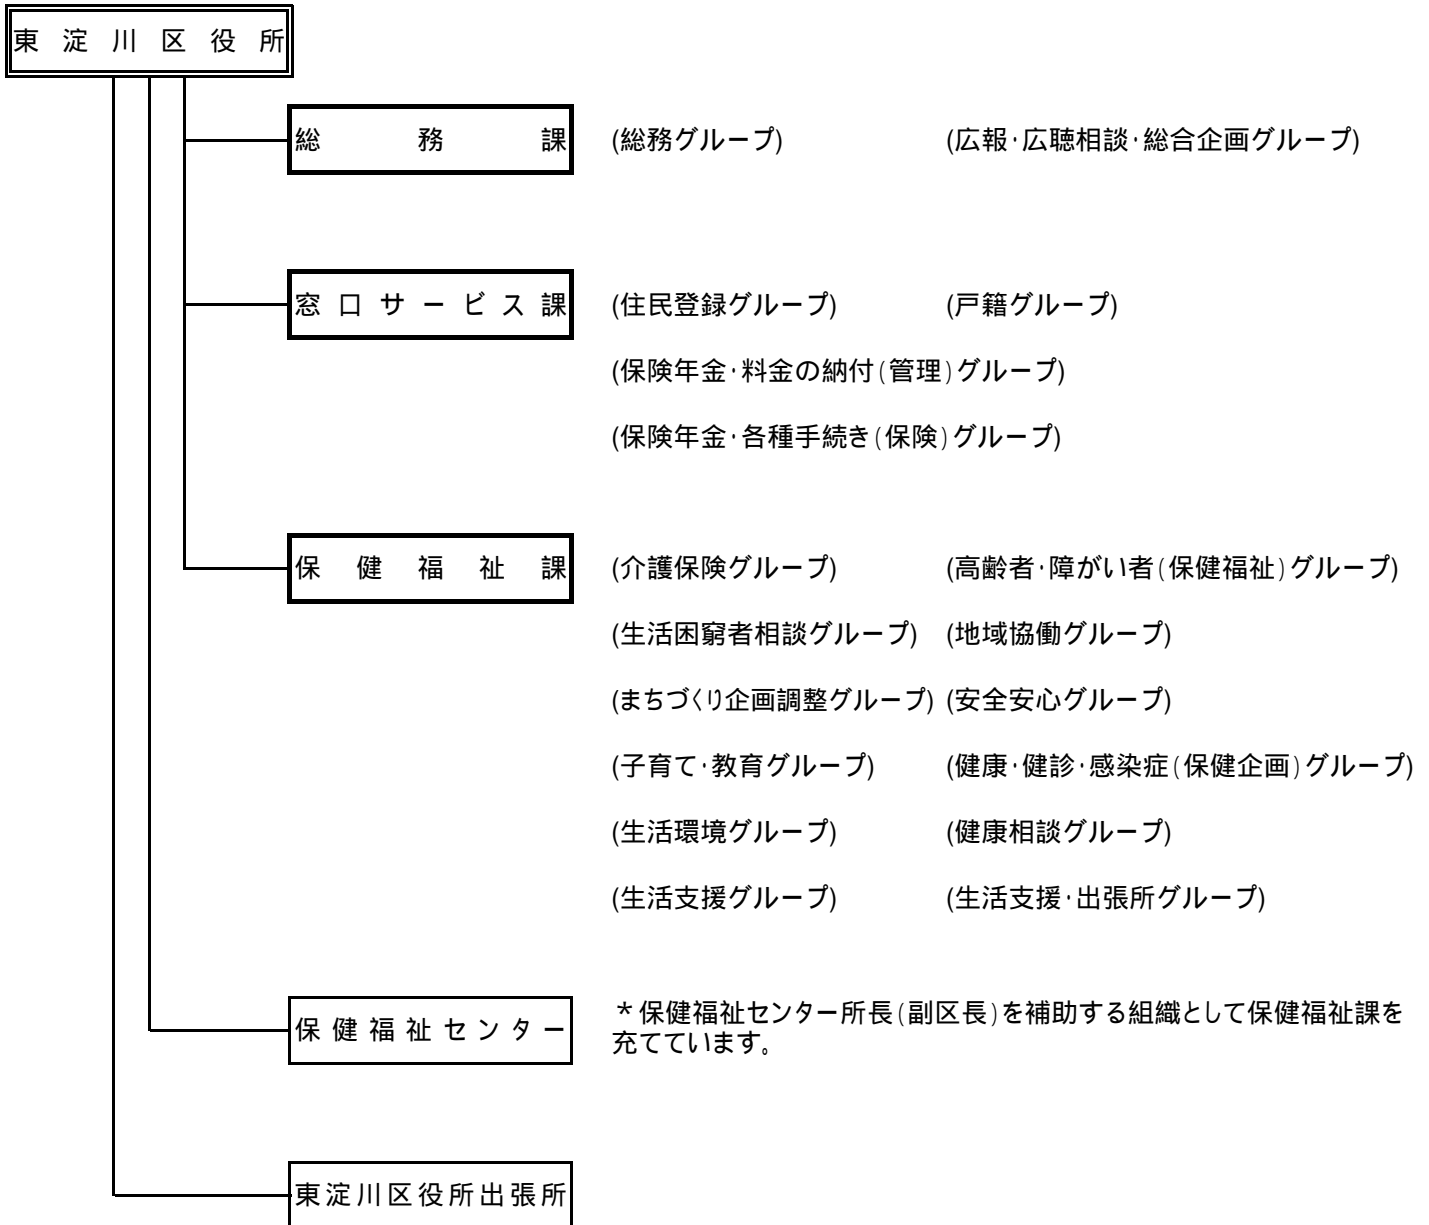 東淀川区役所
総務課 (総務グループ) (広報・広聴相談・総合企画グループ)
窓口サービス課 (住民登録グループ) (戸籍グループ)
(保険年金・料金の納付(管理)グループ)
(保険年金・各種手続き(保険)グループ)
保健福祉課 (介護保険グループ) (高齢者・障がい者(保健福祉)グループ)
(生活困窮者相談グループ) (地域協働グループ)
(まちづくり企画調整グループ) (安全安心グループ)
(子育て・教育グループ) (健康・健診・感染症(保健企画)グループ)
(生活環境グループ) (健康相談グループ)
(生活支援グループ) (生活支援・出張所グループ)
保健福祉センター
*保健福祉センター所長(副区長)を補助する組織として保健福祉課を
充てています。
東淀川区役所出張所